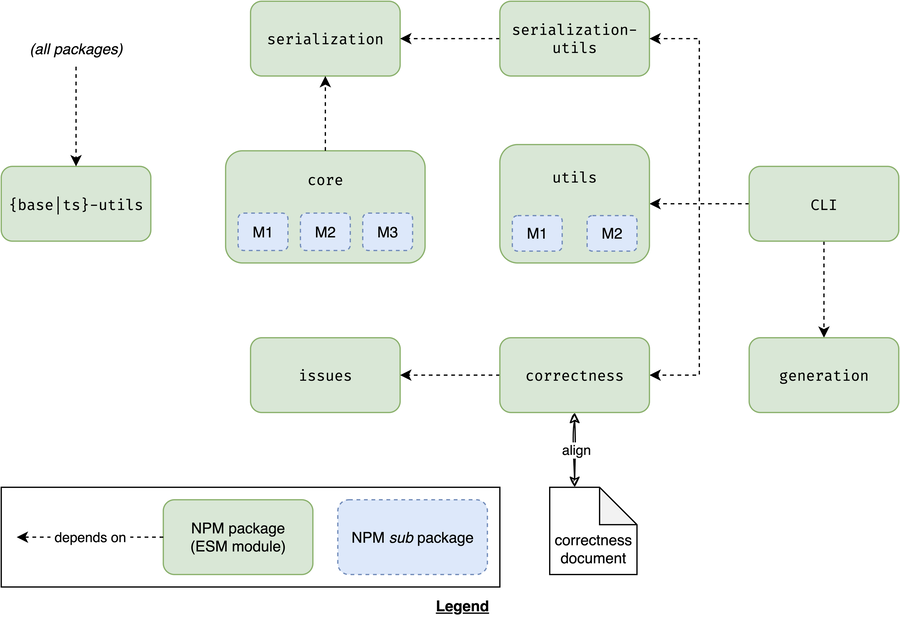 serialization
serialization-
utils
(all packages)
{base|ts}-utils
core
M1
M2
M3
utils
M1
M2
CLI
issues
correctness
generation
align
correctness
document
depends on
NPM package
(ESM module)
NPM sub package
Legend